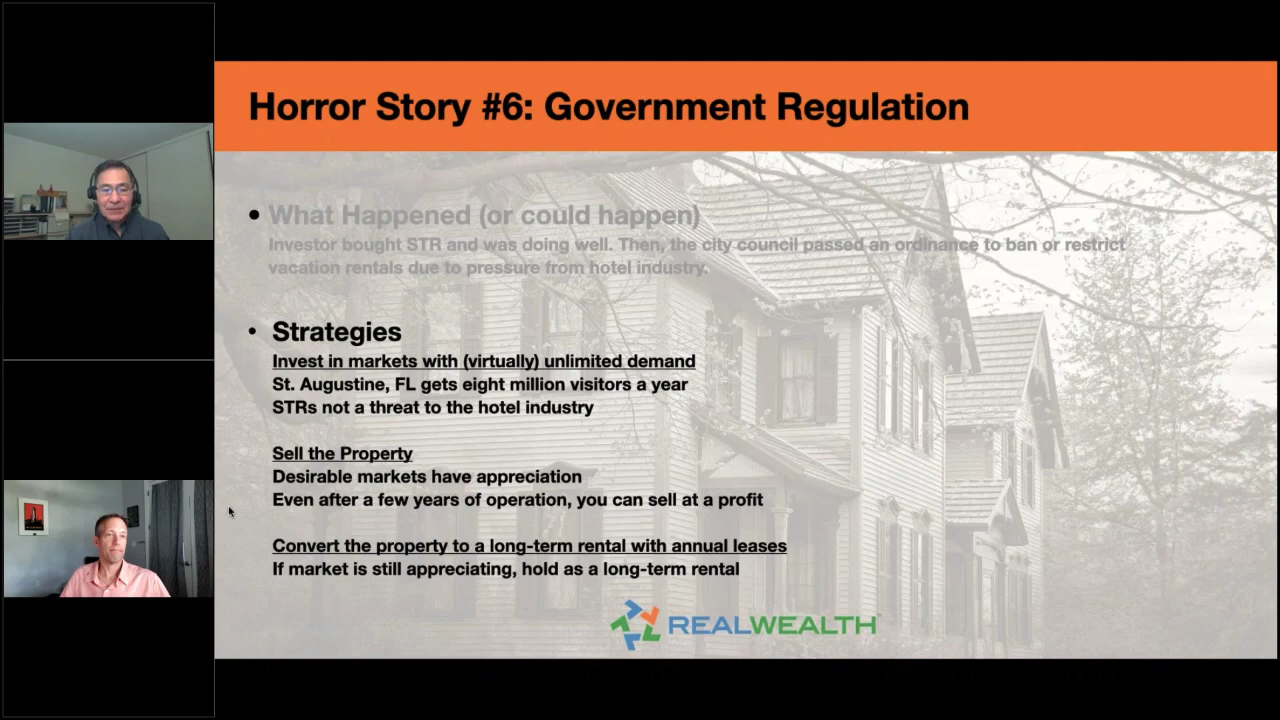 Horror Story #6: Government Regulation
• What Happened (or could happen)
Investor bought STR and was doing well. Then, the city council passed an ordinance to ban or restrict
vacation rentals due to pressure from hotel industry.
• Strategies
Invest in markets with (virtually) unlimited demand
St. Augustine, FL gets eight million visitors a year
STRs not a threat to the hotel industry
Sell the Property
Desirable markets have appreciation
Even after a few years of operation, you can sell at a profit
Convert the property to a long-term rental with annual leases
If market is still appreciating, hold as a long-term rental
REALWEALTH